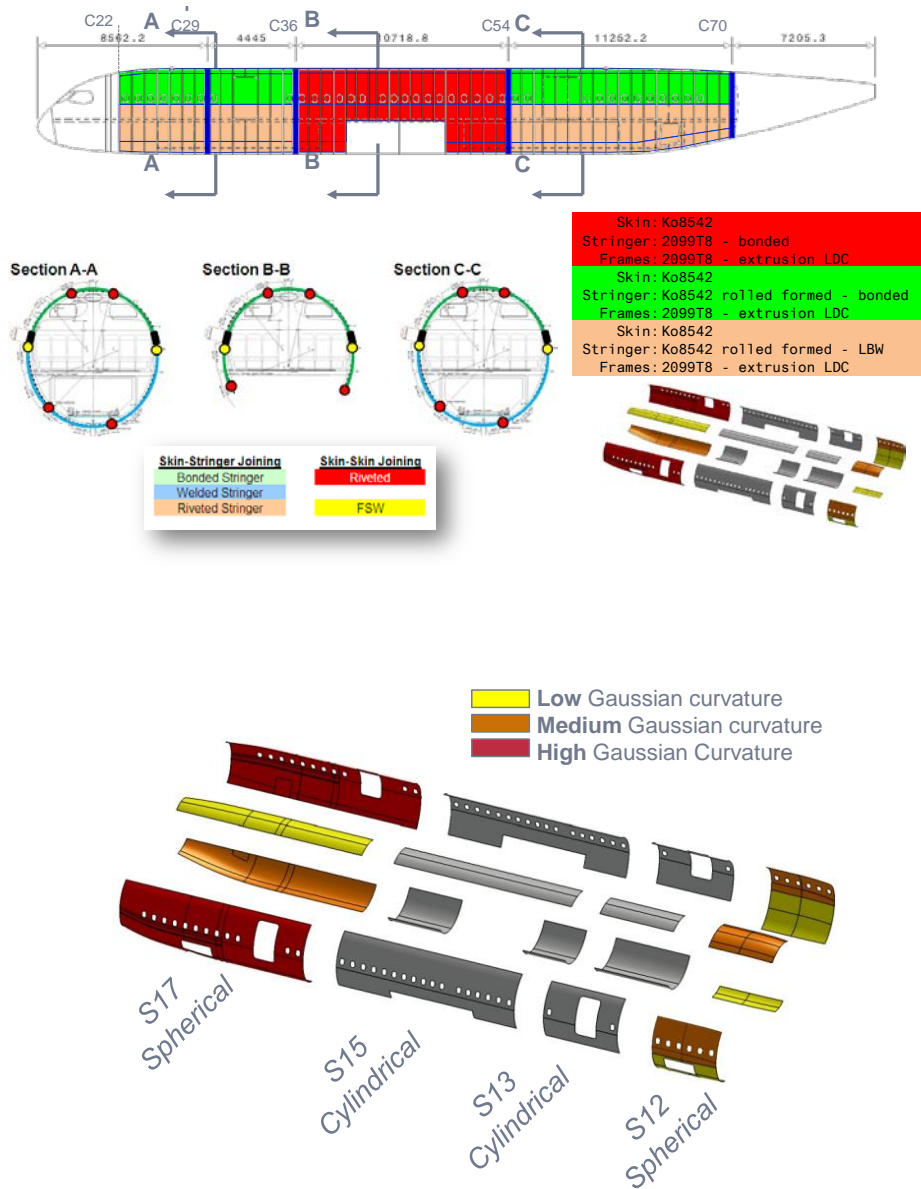 C22
A
C29
C36
B
C54
C
C70
8562.2
4445
10718.8
11252.2
7205.3
A
B
C
Skin: Ko8542
Stringer: 2099T8 - bonded
Frames: 2099T8 - extrusion LDC
Skin: Ko8542
Stringer: Ko8542 rolled formed - bonded
Frames: 2099T8 - extrusion LDC
Skin: Ko8542
Stringer: Ko8542 rolled formed - LBW
Frames: 2099T8 - extrusion LDC
Section A-A
Section B-B
Section C-C
Skin-Stringer Joining
Bonded Stringer
Welded Stringer
Riveted Stringer
Skin-Skin Joining
Riveted
FSW
Low Gaussian curvature
Medium Gaussian curvature
High Gaussian Curvature
S17
Spherical
S15
Cylindrical
S13
Cylindrical
S12
Spherical